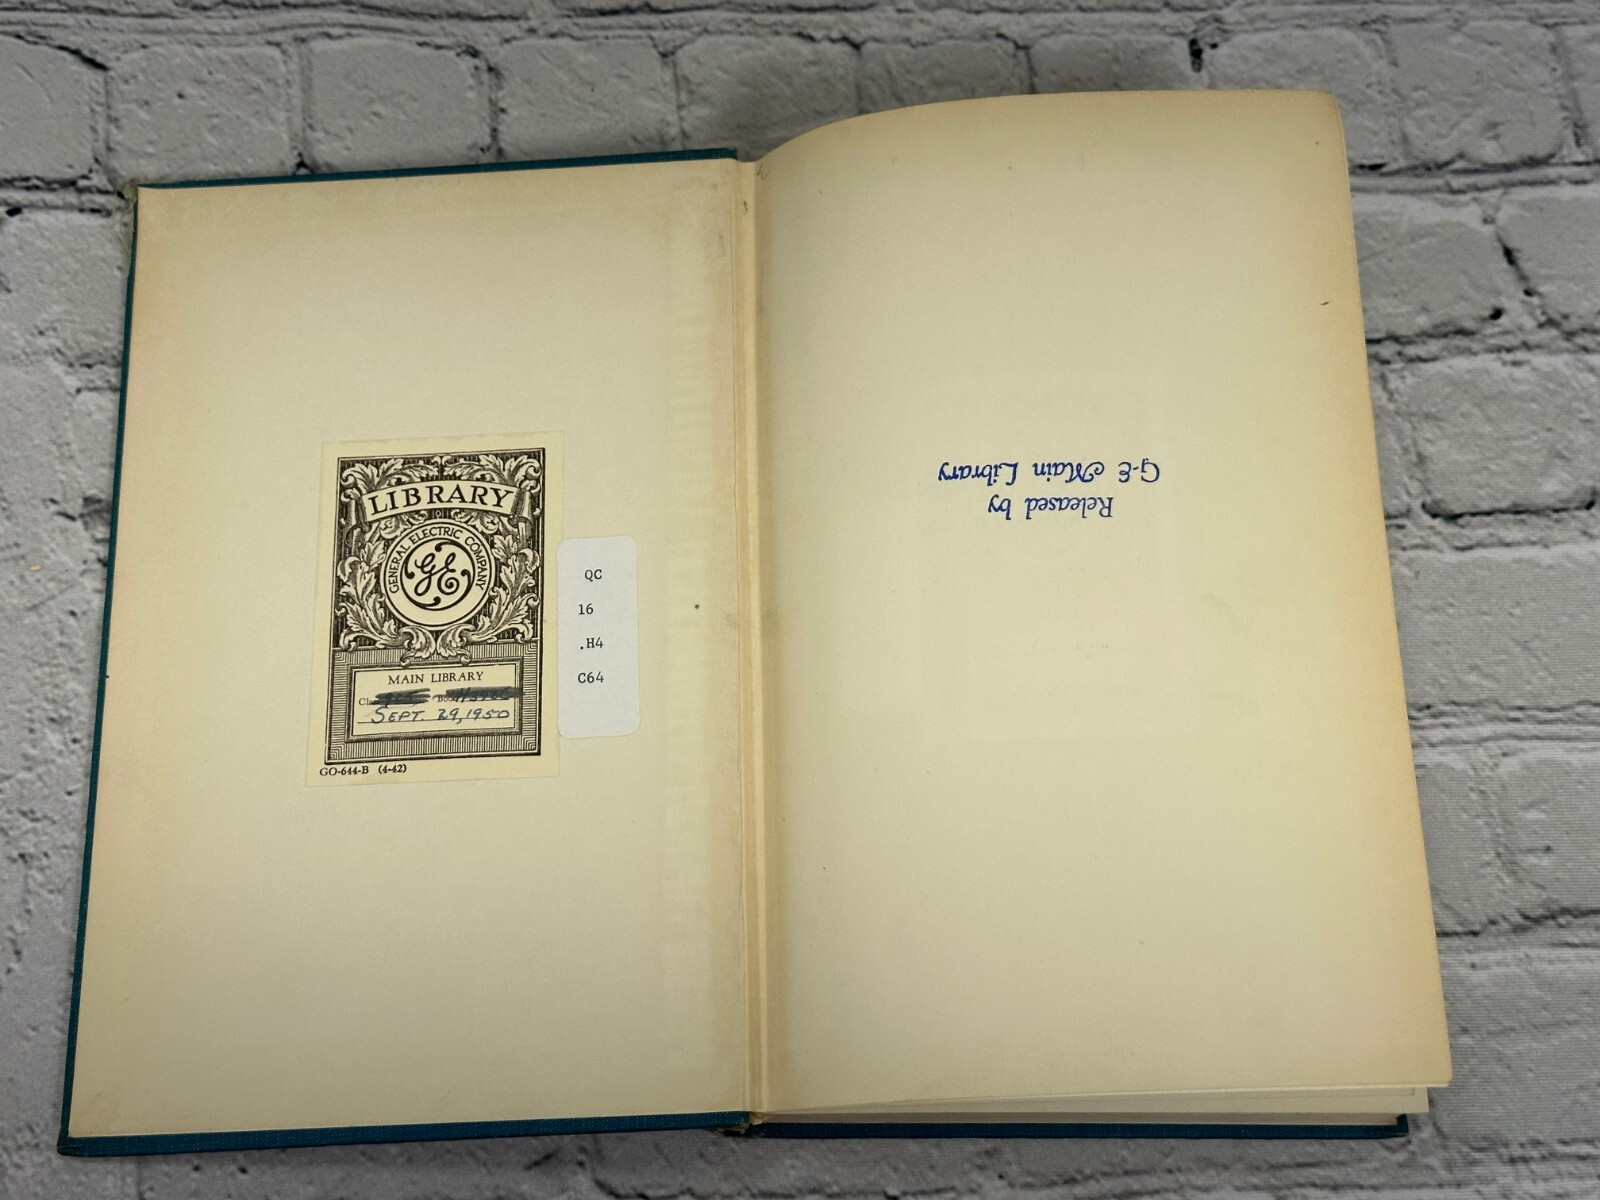 LIBRARY
GENERAL ELECTRIC COMPANY
GE
MAIN LIBRARY
SEPT. 29, 1950
GO-644-B (4-42)
QC
16
.H4
C64
Released by
G-E Main Library